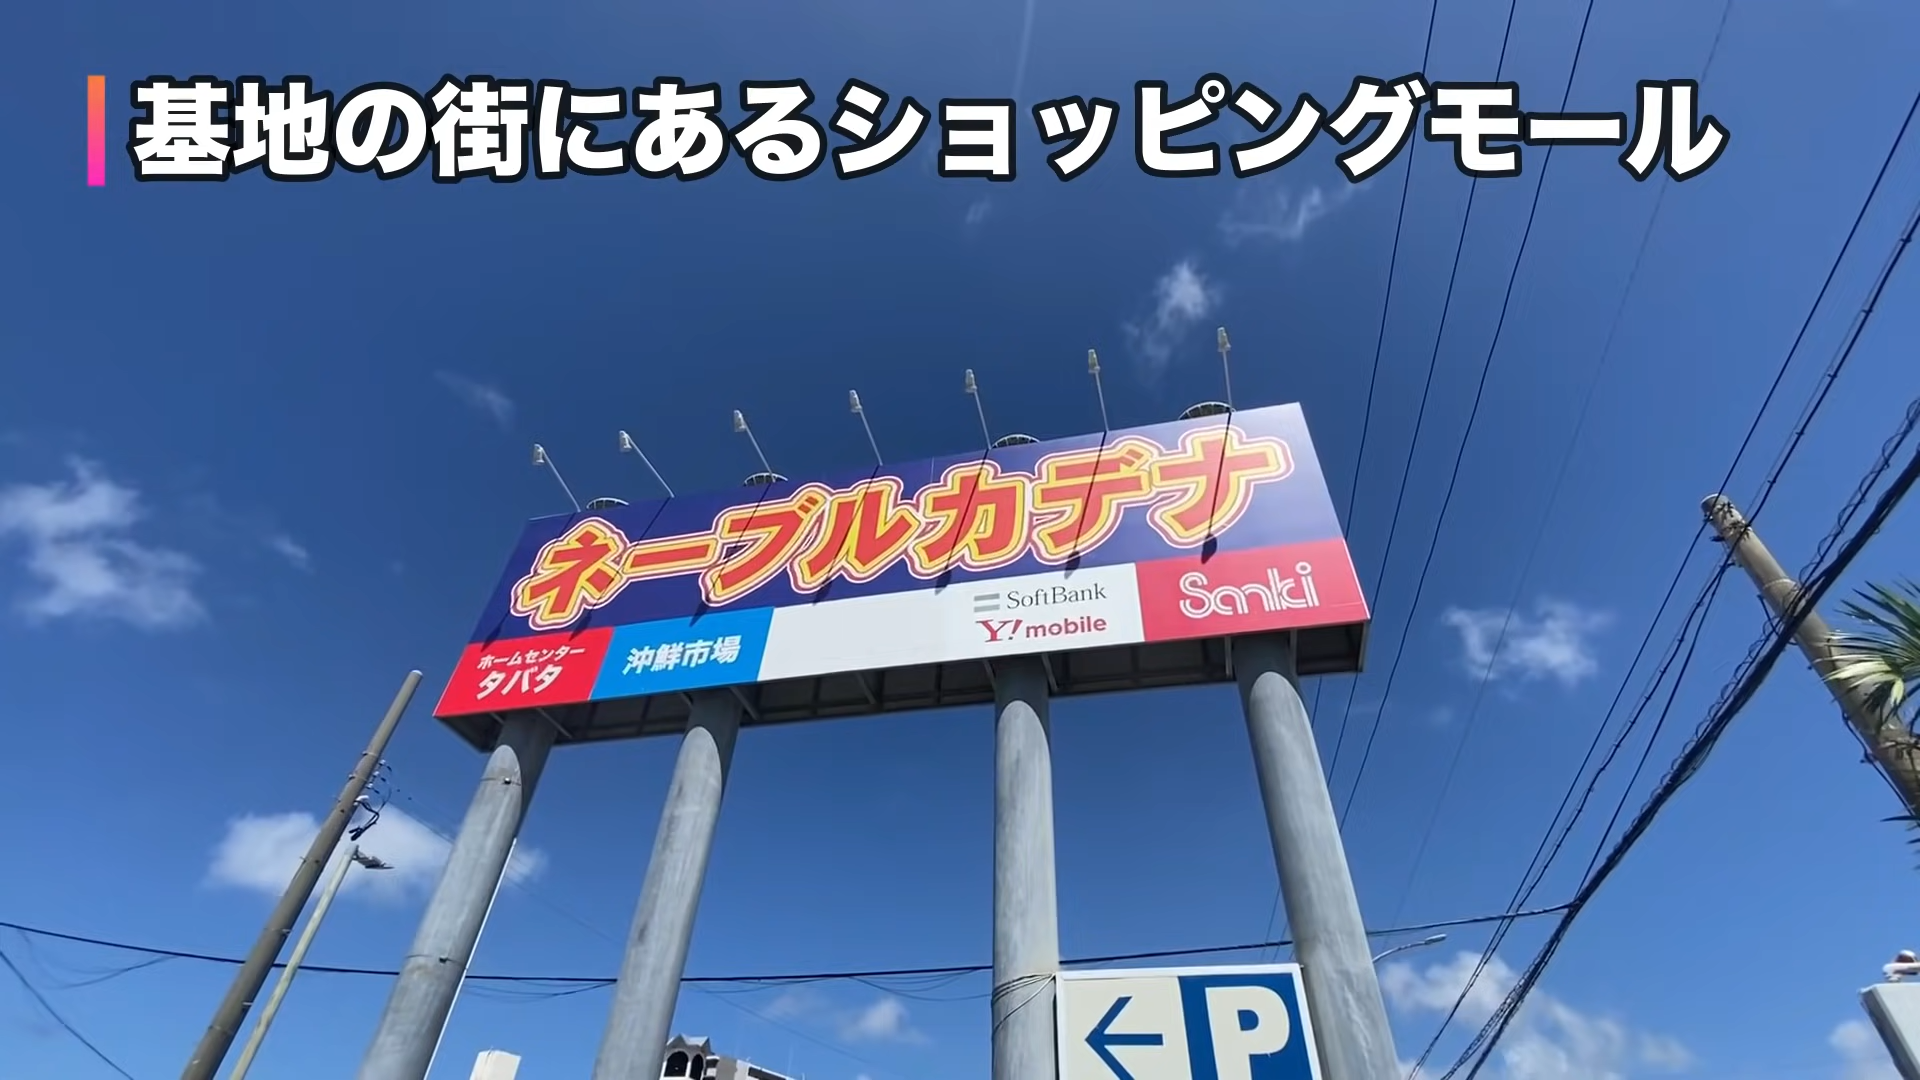 基地の街にあるショッピングモール
ネーブルカデナ
ホームセンター
タバタ
沖鮮市場
SoftBank
Y!mobile
Sanki
P